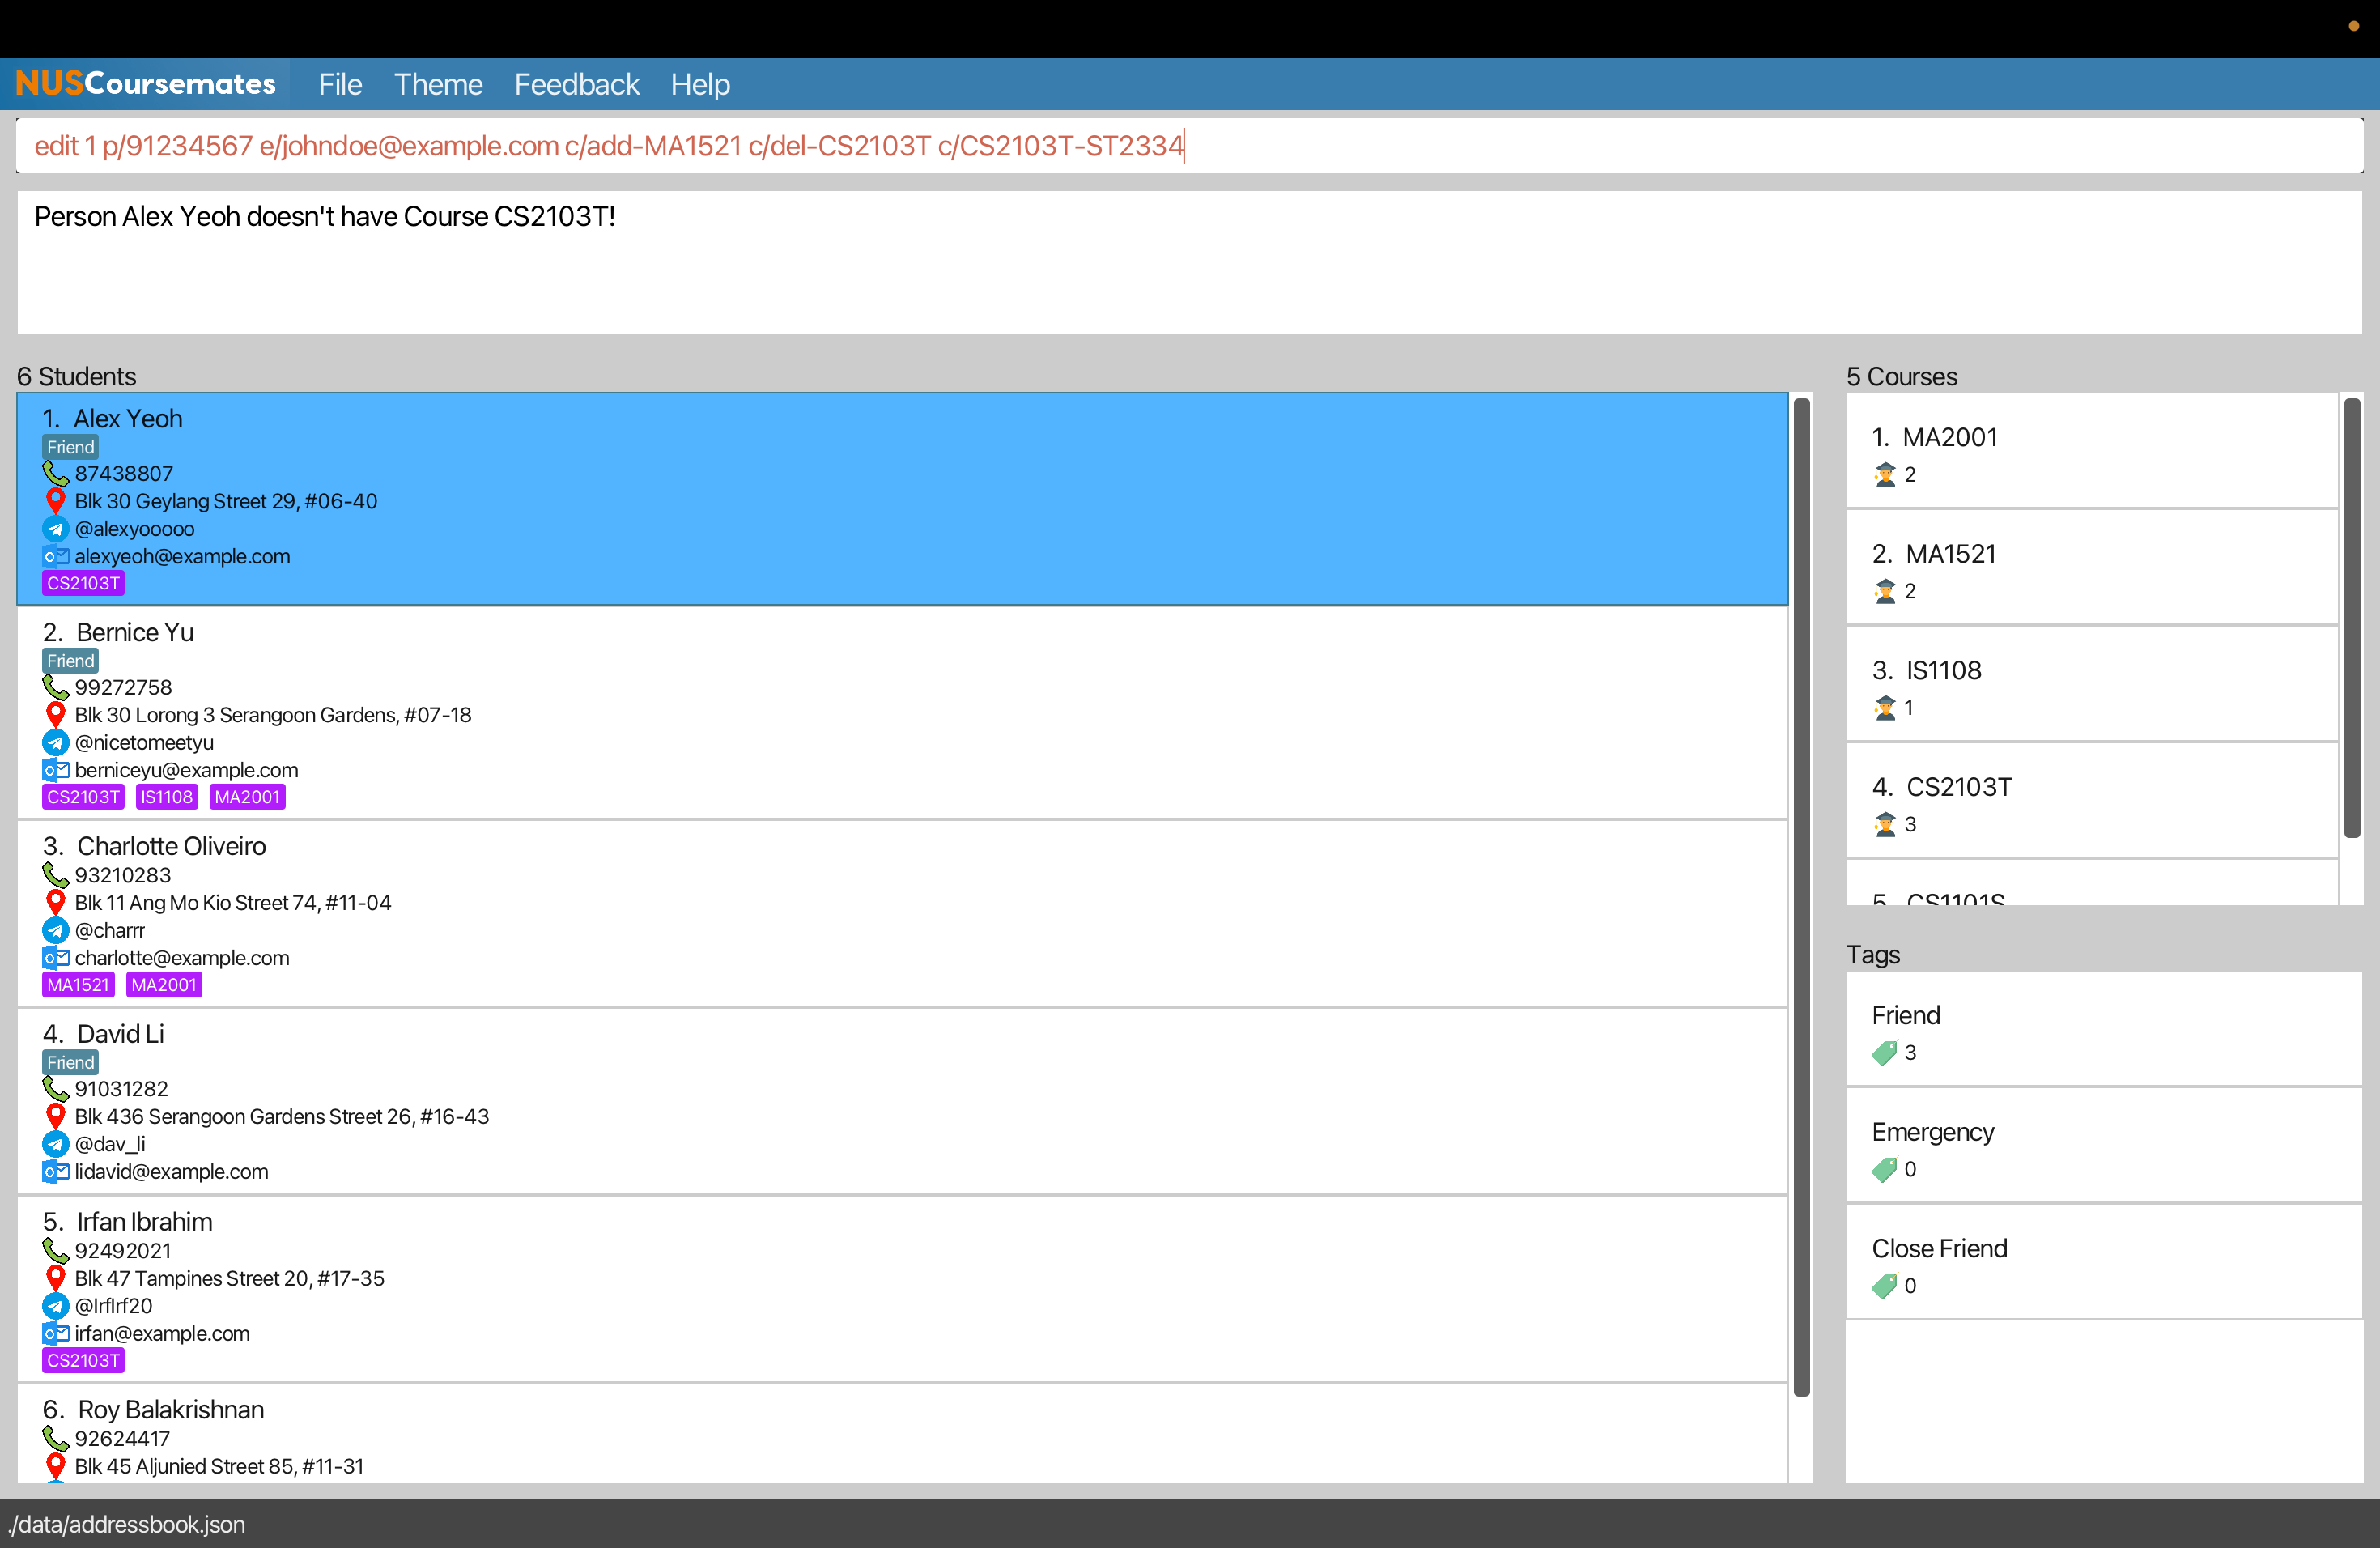 NUSCoursemates File Theme Feedback Help
edit 1 p/91234567 e/johndoe@example.com c/add-MA1521 c/del-CS2103T c/CS2103T-ST2334
Person Alex Yeoh doesn't have Course CS2103T!
6 Students
1. Alex Yeoh
Friend
87438807
Blk 30 Geylang Street 29, #06-40
@alexyooooo
alexyeoh@example.com
CS2103T
2. Bernice Yu
Friend
99272758
Blk 30 Lorong 3 Serangoon Gardens, #07-18
@nicetomeetyu
berniceyu@example.com
CS2103T IS1108 MA2001
3. Charlotte Oliveiro
93210283
Blk 11 Ang Mo Kio Street 74, #11-04
@charrr
charlotte@example.com
MA1521 MA2001
4. David Li
Friend
91031282
Blk 436 Serangoon Gardens Street 26, #16-43
@dav_li
lidavid@example.com
5. Irfan Ibrahim
92492021
Blk 47 Tampines Street 20, #17-35
@IrfIrf20
irfan@example.com
CS2103T
6. Roy Balakrishnan
92624417
Blk 45 Aljunied Street 85, #11-31
5 Courses
1. MA2001
2
2. MA1521
2
3. IS1108
1
4. CS2103T
3
5. CS1101S
Tags
Friend
3
Emergency
0
Close Friend
0
./data/addressbook.json